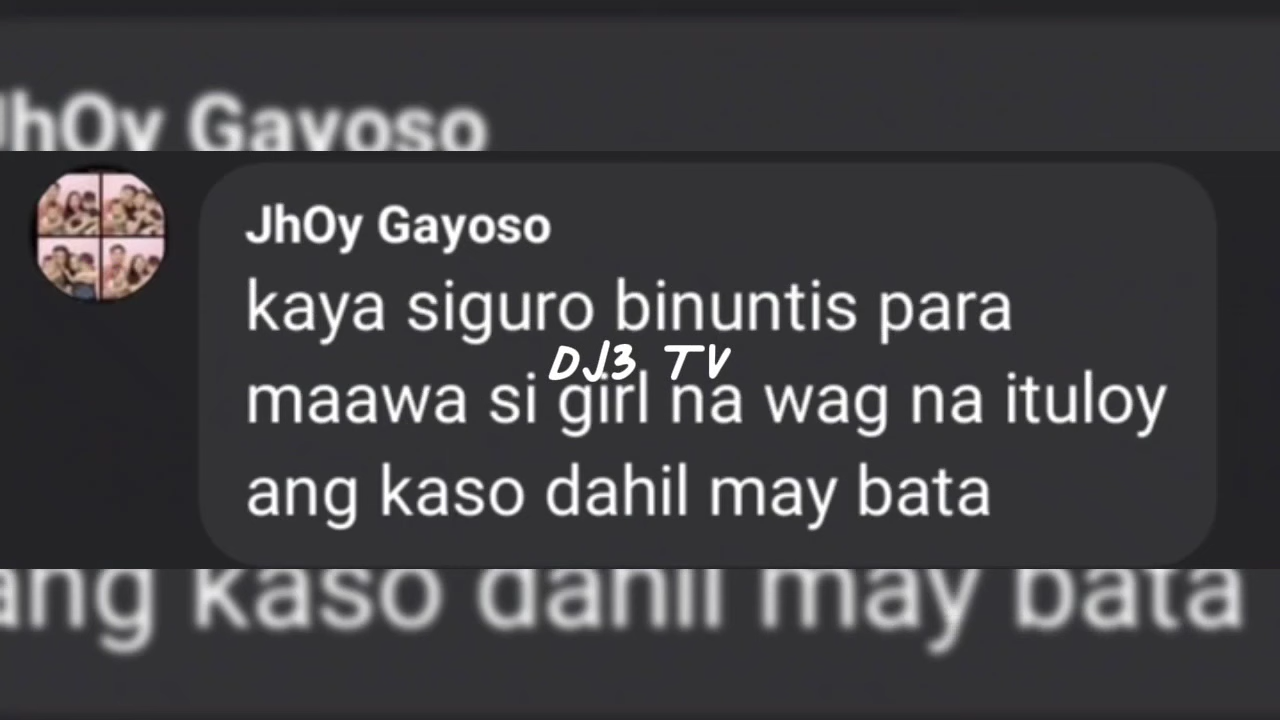 JhOy Gayoso
JhOy Gayoso
kaya siguro binuntis para
DJ3 TV
maawa si girl na wag na ituloy
ang kaso dahil may bata
ang kaso dahil may bata